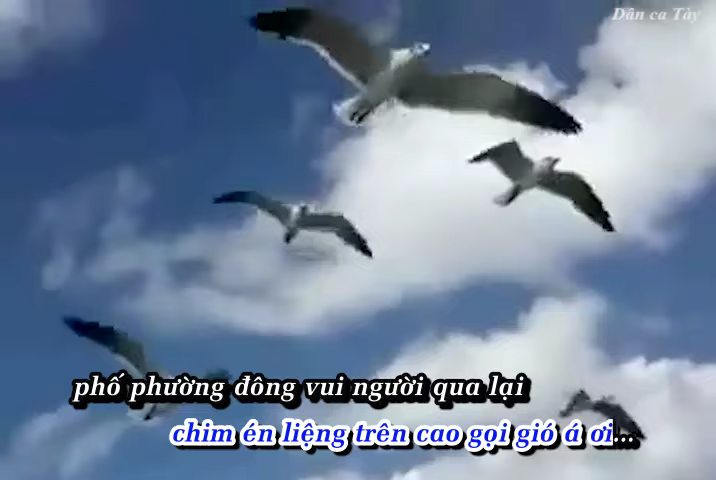 Dân ca Tày
phố phường đông vui người qua lại
chim én liệng trên cao gọi gió á ơi...